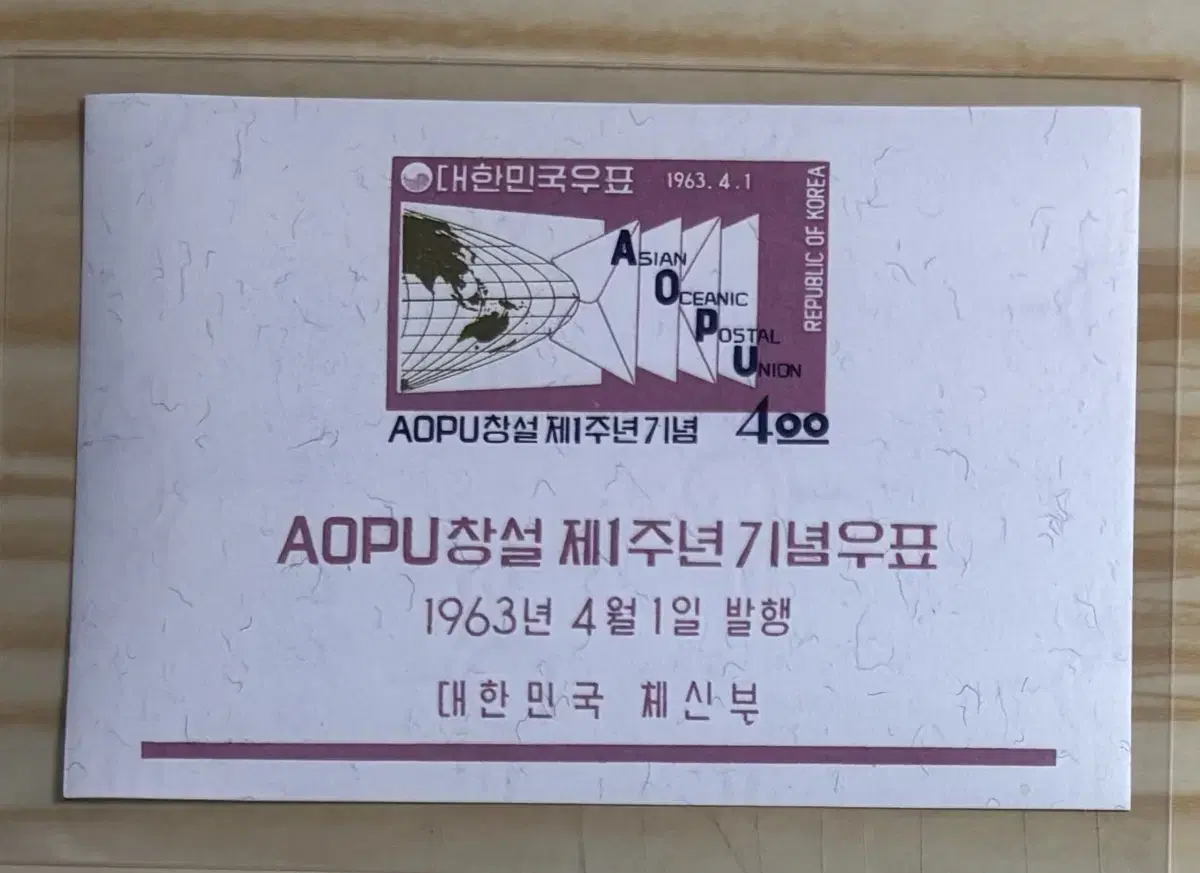 대한민국우표 1963.4.1
REPUBLIC OF KOREA
ASIAN
OCEANIC
POSTAL
UNION
AOPU창설 제1주년기념 400
AOPU창설 제1주년기념우표
1963년 4월 1일 발행
대한민국 체신부